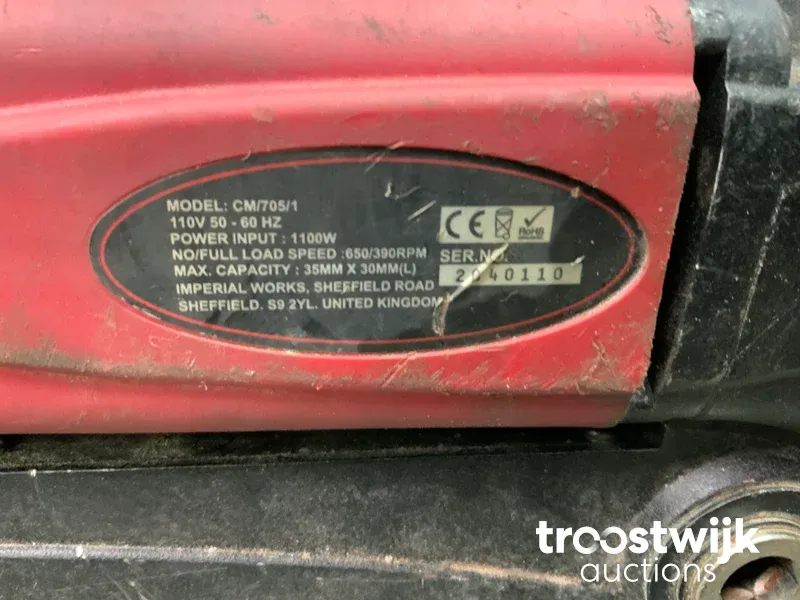 MODEL: CM/705/1
110V 50 - 60 HZ
POWER INPUT : 1100W
NO/FULL LOAD SPEED :650/390RPM
MAX. CAPACITY : 35MM X 30MM(L)
IMPERIAL WORKS, SHEFFIELD ROAD
SHEFFIELD. S9 2YL. UNITED KINGDOM
CE RoHS
SER.NO.
2040110
troostwijk
auctions